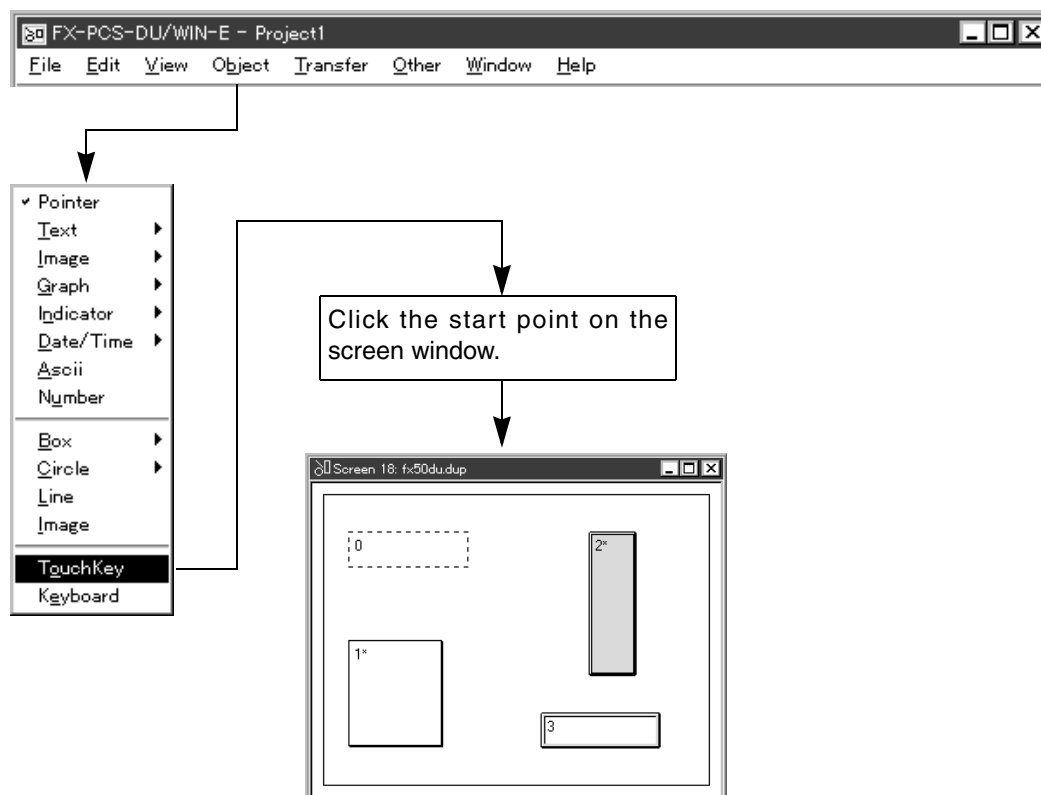 FX-PCS-DU/WIN-E - Project1
File Edit View Object Transfer Other Window Help
Pointer
Text
Image
Graph
Indicator
Date/Time
Ascii
Number
Box
Circle
Line
Image
TouchKey
Keyboard
Click the start point on the
screen window.
Screen 18: fx50du.dup
0
2*
1*
3